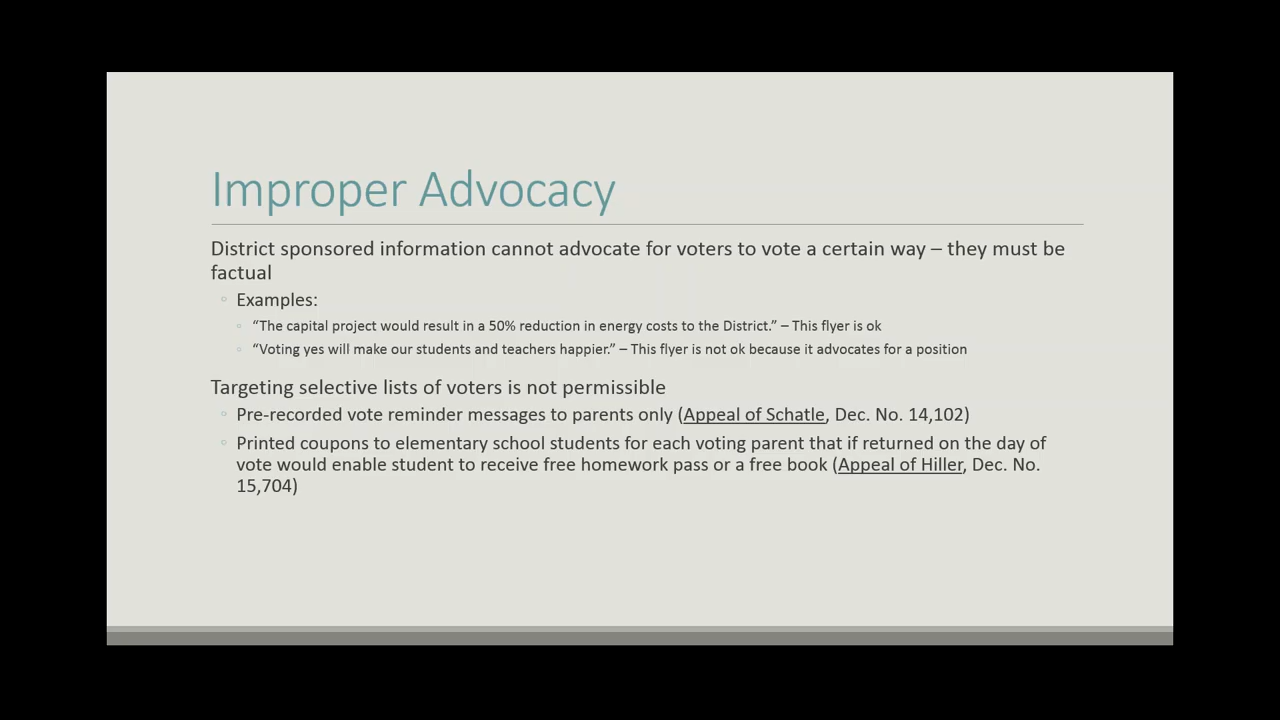 Improper Advocacy
District sponsored information cannot advocate for voters to vote a certain way – they must be
factual
◦ Examples:
◦ “The capital project would result in a 50% reduction in energy costs to the District.” – This flyer is ok
◦ “Voting yes will make our students and teachers happier.” – This flyer is not ok because it advocates for a position
Targeting selective lists of voters is not permissible
◦ Pre-recorded vote reminder messages to parents only (Appeal of Schatle, Dec. No. 14,102)
◦ Printed coupons to elementary school students for each voting parent that if returned on the day of
vote would enable student to receive free homework pass or a free book (Appeal of Hiller, Dec. No.
15,704)